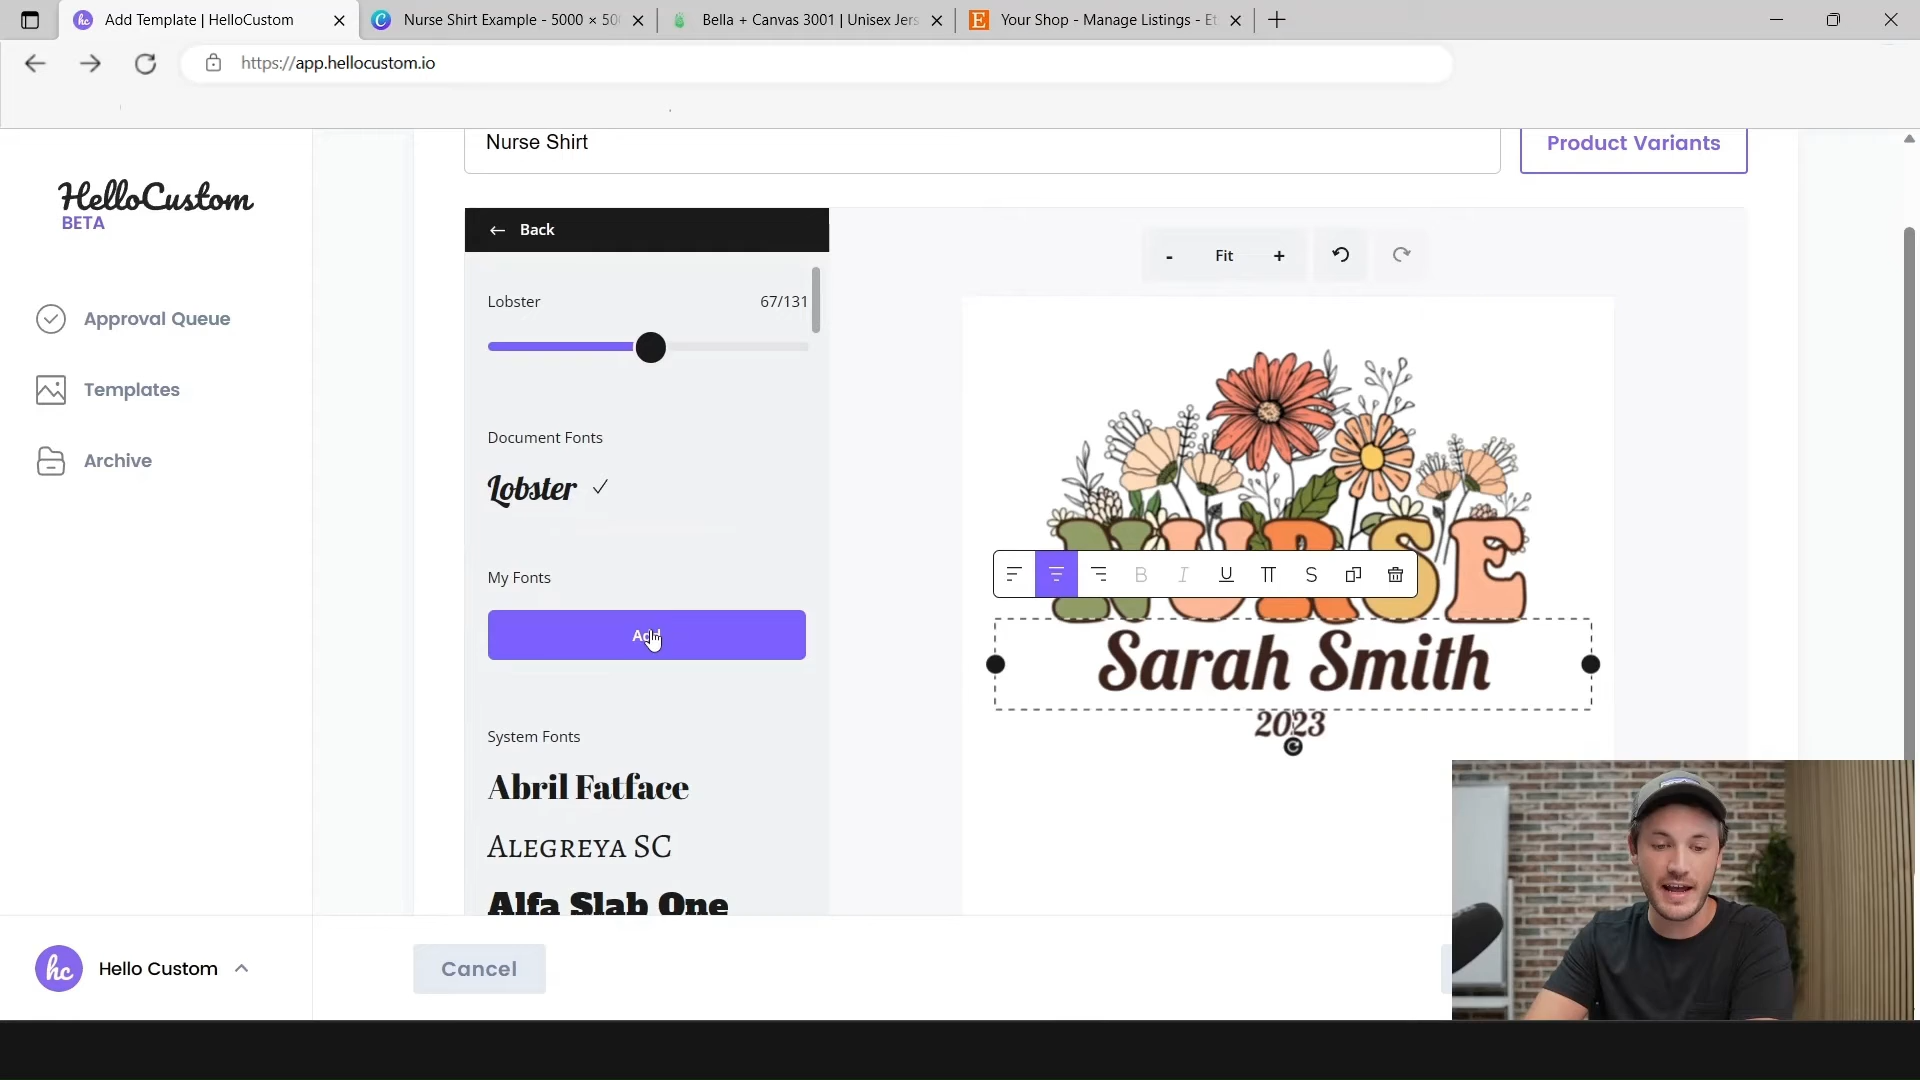 Add Template | HelloCustom
Nurse Shirt Example - 5000 × 50
Bella + Canvas 3001 | Unisex Jers
Your Shop - Manage Listings - Et
https://app.hellocustom.io
Nurse Shirt
Product Variants
HelloCustom
BETA
Approval Queue
Templates
Archive
Back
Lobster 67/131
Document Fonts
Lobster
My Fonts
Add
System Fonts
Abril Fatface
Alegreya SC
Alfa Slab One
- Fit +
NURSE
B I U TT S
Sarah Smith
2023
hc Hello Custom
Cancel